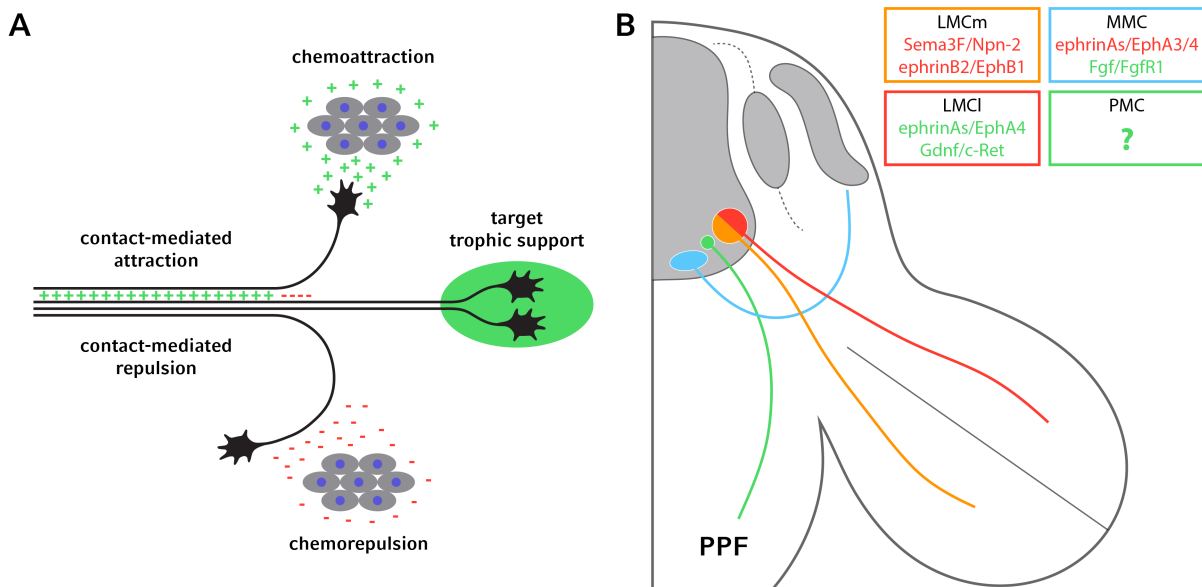 A
chemoattraction
contact-mediated
attraction
target
trophic support
contact-mediated
repulsion
chemorepulsion
B
LMCm
Sema3F/Npn-2
ephrinB2/EphB1
MMC
ephrinAs/EphA3/4
Fgf/FgfR1
LMCl
ephrinAs/EphA4
Gdnf/c-Ret
PMC
?
PPF